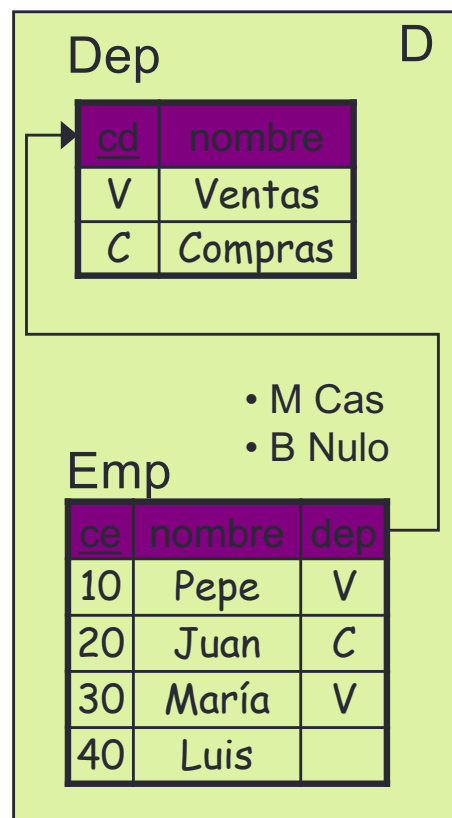 Dep D
cd nombre
V Ventas
C Compras
• M Cas
• B Nulo
Emp
ce nombre dep
10 Pepe V
20 Juan C
30 María V
40 Luis